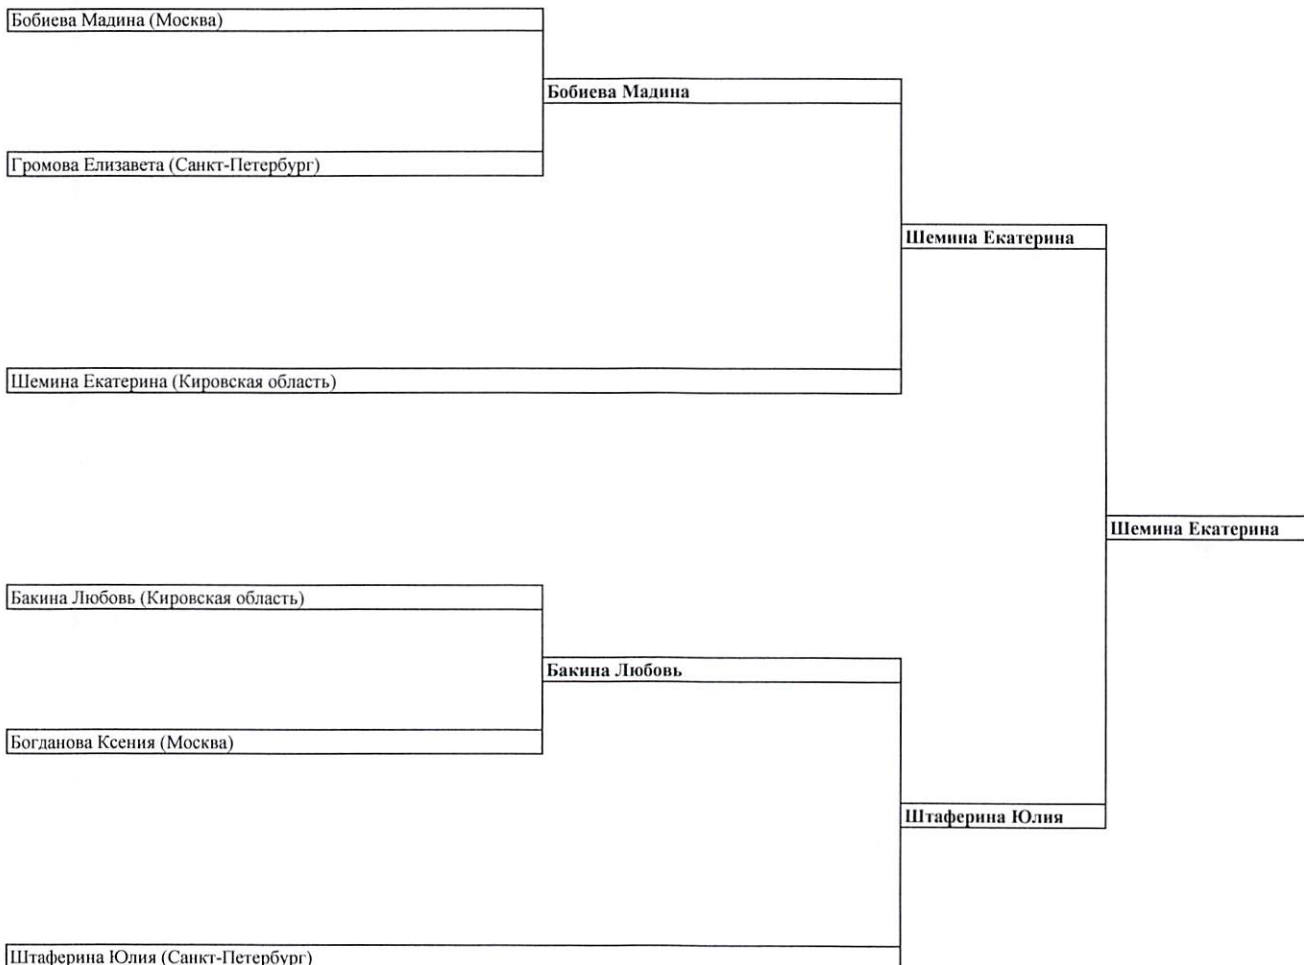 Бобиева Мадина (Москва)
Бобиева Мадина
Громова Елизавета (Санкт-Петербург)
Шемина Екатерина
Шемина Екатерина (Кировская область)
Шемина Екатерина
Бакина Любовь (Кировская область)
Бакина Любовь
Богданова Ксения (Москва)
Штаферина Юлия
Штаферина Юлия (Санкт-Петербург)